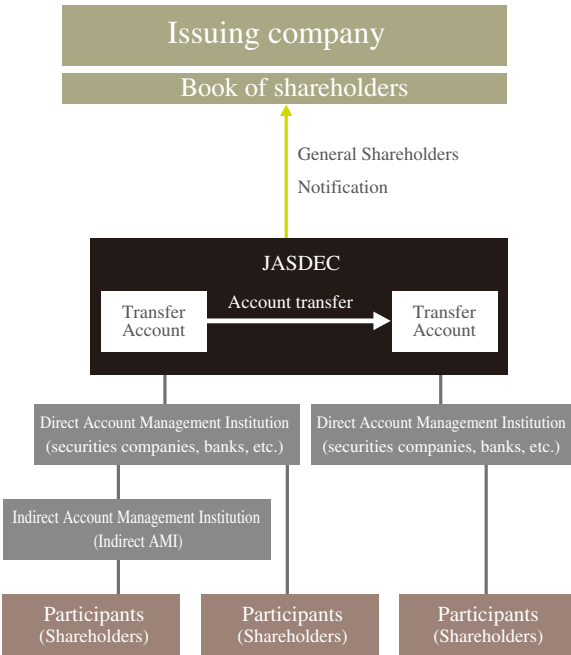 Issuing company
Book of shareholders
General Shareholders
Notification
JASDEC
Account transfer
Transfer
Account
Transfer
Account
Direct Account Management Institution
(securities companies, banks, etc.)
Direct Account Management Institution
(securities companies, banks, etc.)
Indirect Account Management Institution
(Indirect AMI)
Participants
(Shareholders)
Participants
(Shareholders)
Participants
(Shareholders)